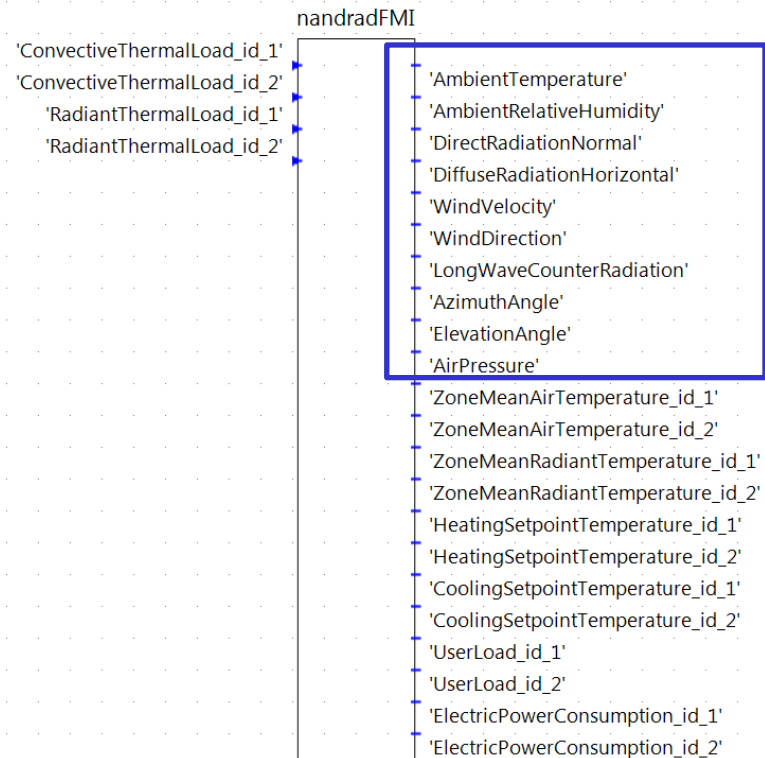 nandradFMI
'ConvectiveThermalLoad_id_1'
'ConvectiveThermalLoad_id_2'
'RadiantThermalLoad_id_1'
'RadiantThermalLoad_id_2'
'AmbientTemperature'
'AmbientRelativeHumidity'
'DirectRadiationNormal'
'DiffuseRadiationHorizontal'
'WindVelocity'
'WindDirection'
'LongWaveCounterRadiation'
'AzimuthAngle'
'ElevationAngle'
'AirPressure'
'ZoneMeanAirTemperature_id_1'
'ZoneMeanAirTemperature_id_2'
'ZoneMeanRadiantTemperature_id_1'
'ZoneMeanRadiantTemperature_id_2'
'HeatingSetpointTemperature_id_1'
'HeatingSetpointTemperature_id_2'
'CoolingSetpointTemperature_id_1'
'CoolingSetpointTemperature_id_2'
'UserLoad_id_1'
'UserLoad_id_2'
'ElectricPowerConsumption_id_1'
'ElectricPowerConsumption_id_2'